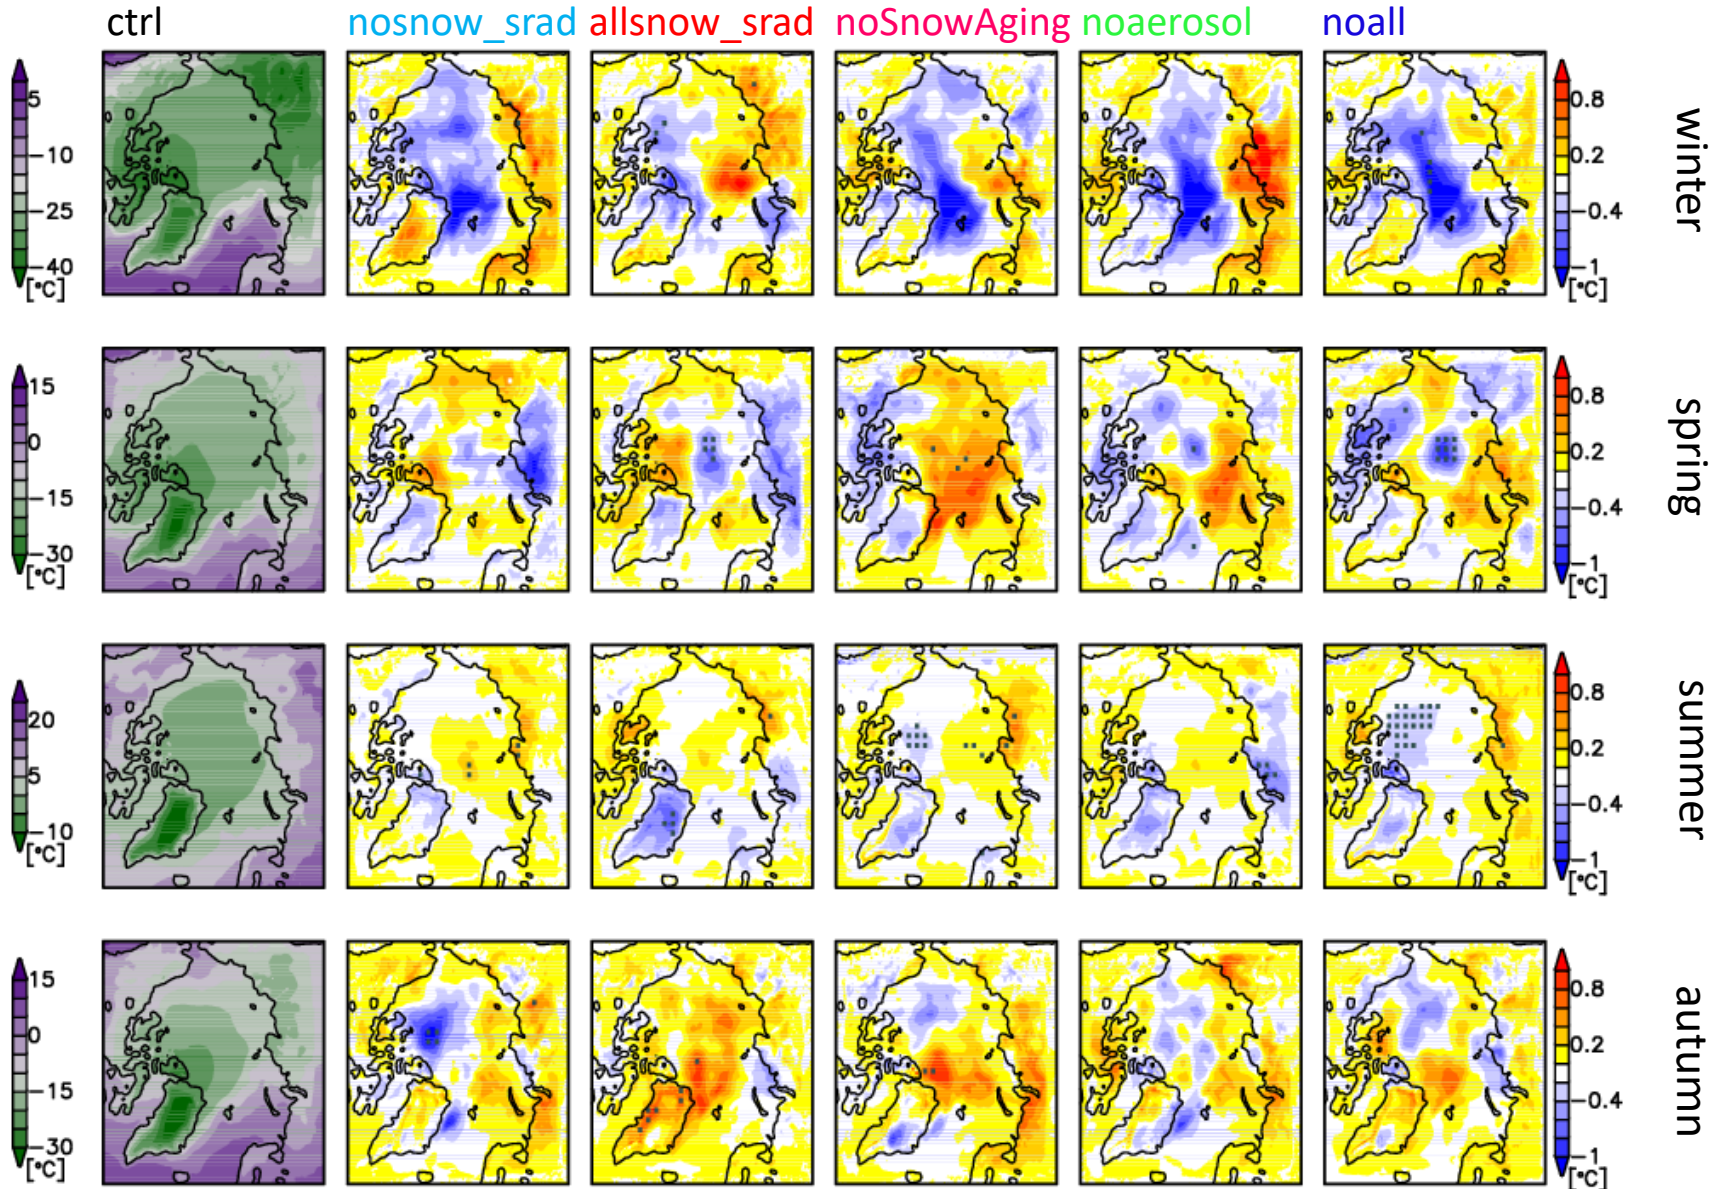 ctrl nosnow_srad allsnow_srad noSnowAging noaerosol noall
5
−10
−25
−40
[°C]
0.8
0.2
−0.4
−1
[°C]
winter
15
0
−15
−30
[°C]
0.8
0.2
−0.4
−1
[°C]
spring
20
5
−10
[°C]
0.8
0.2
−0.4
−1
[°C]
summer
15
0
−15
−30
[°C]
0.8
0.2
−0.4
−1
[°C]
autumn